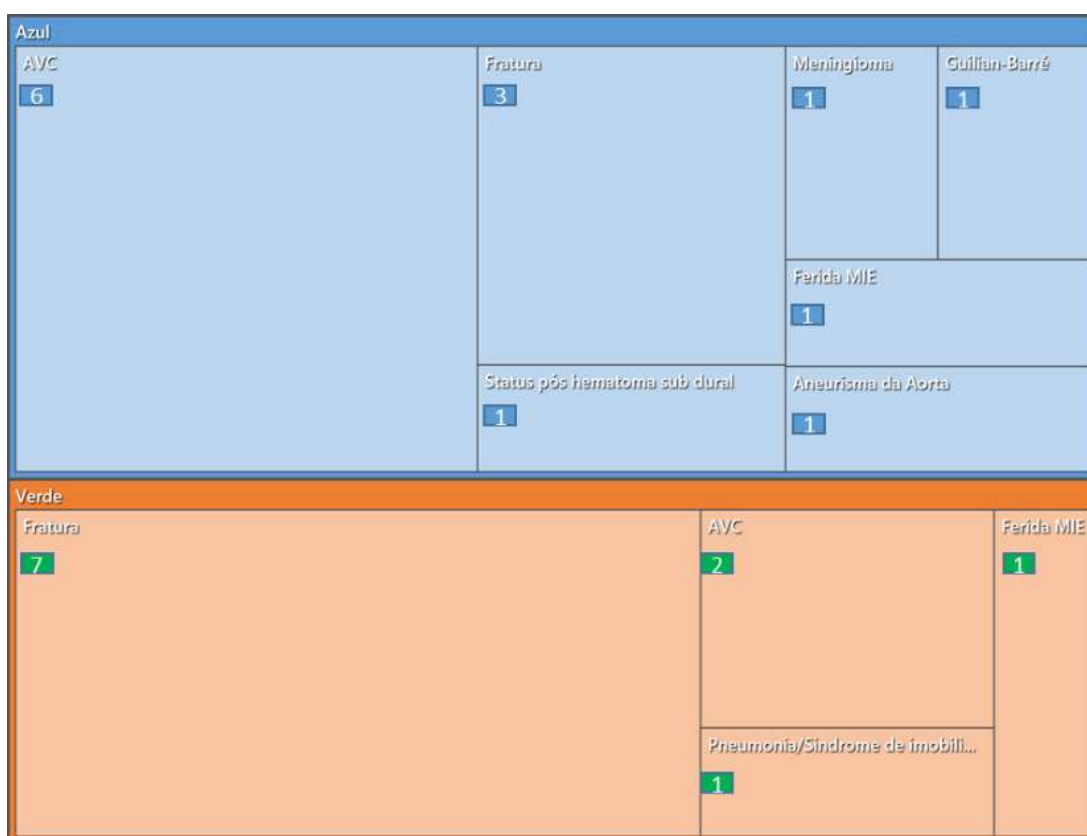 Azul
AVC
6
Fratura
3
Meningioma
1
Guilian-Barré
1
Ferida MIE
1
Status pós hematoma sub dural
1
Aneurisma da Aorta
1
Verde
Fratura
7
AVC
2
Ferida MIE
1
Pneumonia/Sindrome de imobili...
1